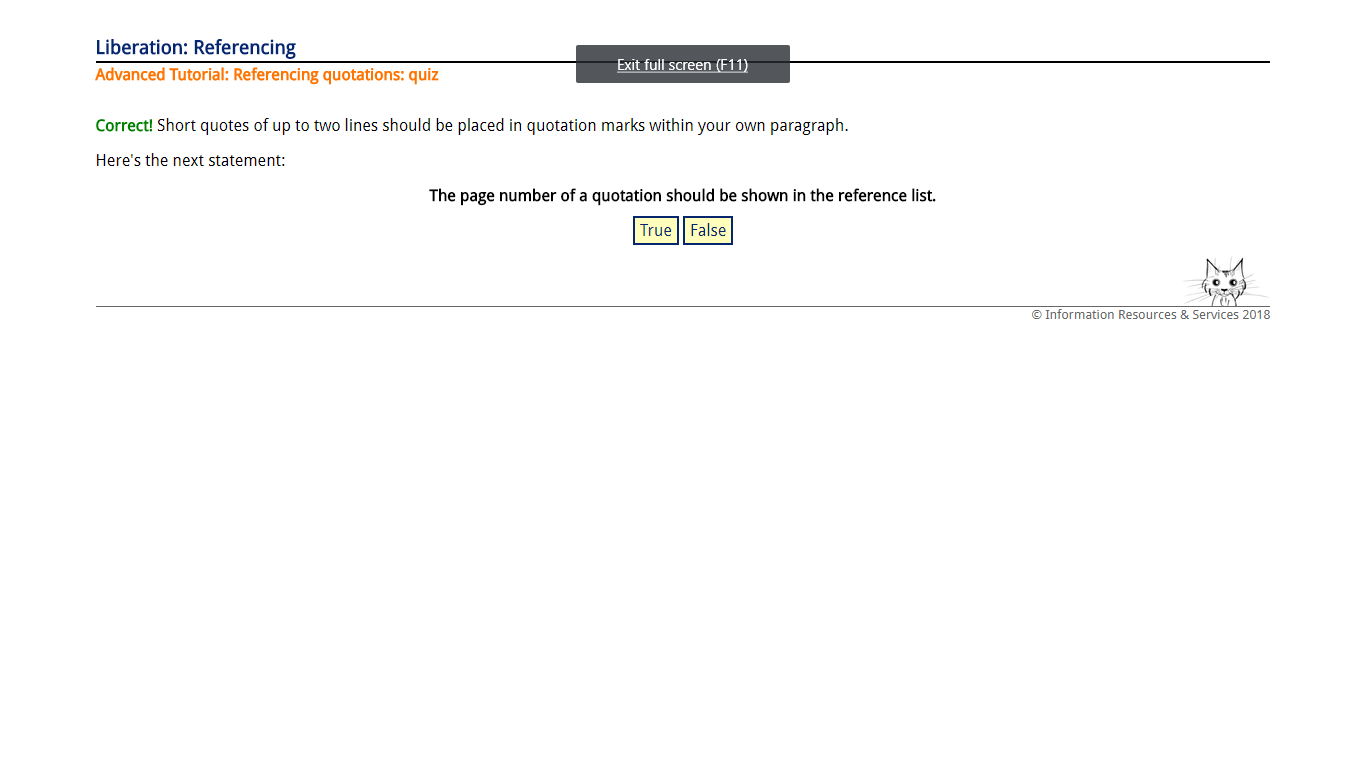 Liberation: Referencing
Exit full screen (F11)
Advanced Tutorial: Referencing quotations: quiz
Correct! Short quotes of up to two lines should be placed in quotation marks within your own paragraph.
Here's the next statement:
The page number of a quotation should be shown in the reference list.
True False
© Information Resources & Services 2018